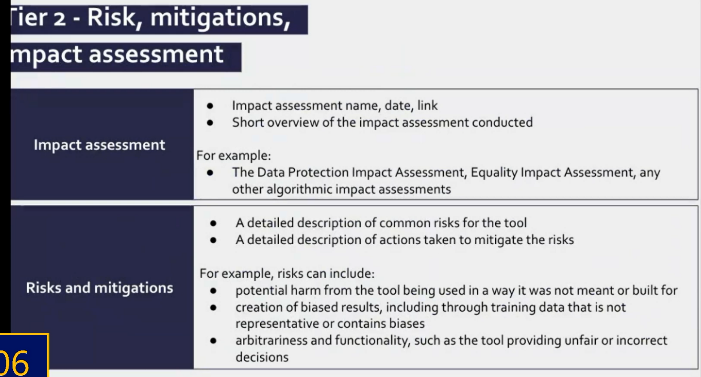 Tier 2 - Risk, mitigations,
mpact assessment
Impact assessment
● Impact assessment name, date, link
● Short overview of the impact assessment conducted
For example:
● The Data Protection Impact Assessment, Equality Impact Assessment, any
other algorithmic impact assessments
Risks and mitigations
● A detailed description of common risks for the tool
● A detailed description of actions taken to mitigate the risks
For example, risks can include:
● potential harm from the tool being used in a way it was not meant or built for
● creation of biased results, including through training data that is not
representative or contains biases
● arbitrariness and functionality, such as the tool providing unfair or incorrect
decisions
06